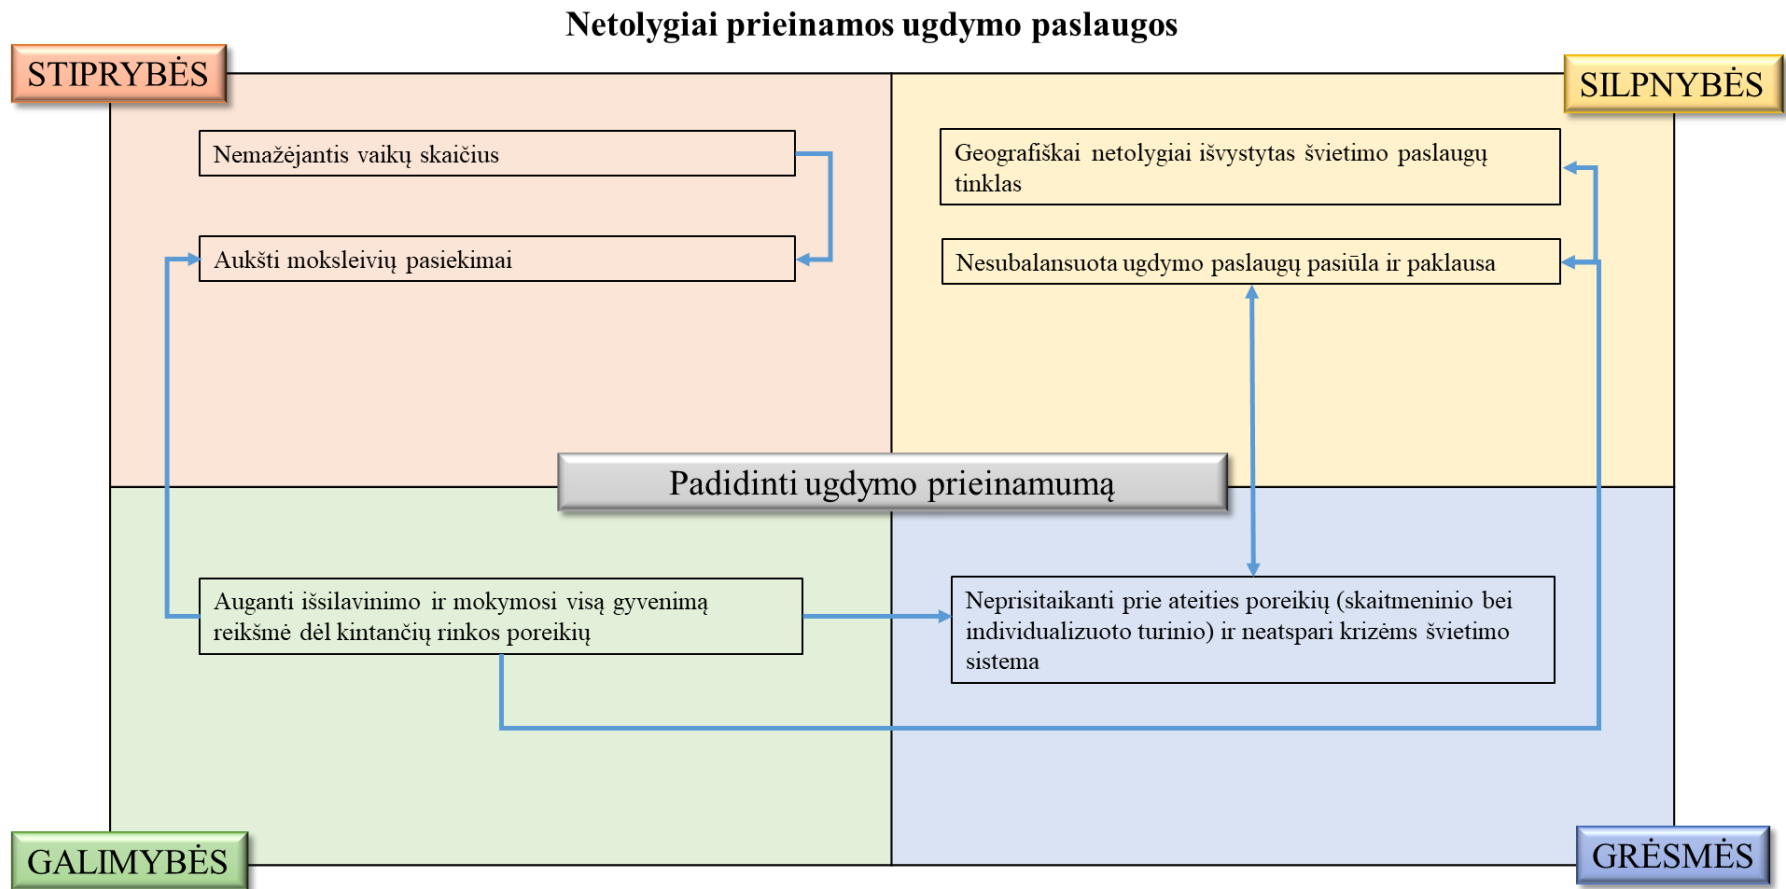 Netolygiai prieinamos ugdymo paslaugos
STIPRYBĖS
SILPNYBĖS
Nemažėjantis vaikų skaičius
Aukšti moksleivių pasiekimai
Geografiškai netolygiai išvystytas švietimo paslaugų
tinklas
Nesubalansuota ugdymo paslaugų pasiūla ir paklausa
Padidinti ugdymo prieinamumą
Auganti išsilavinimo ir mokymosi visą gyvenimą
reikšmė dėl kintančių rinkos poreikių
Neprisitaikanti prie ateities poreikių (skaitmeninio bei
individualizuoto turinio) ir neatspari krizėms švietimo
sistema
GALIMYBĖS
GRĖSMĖS